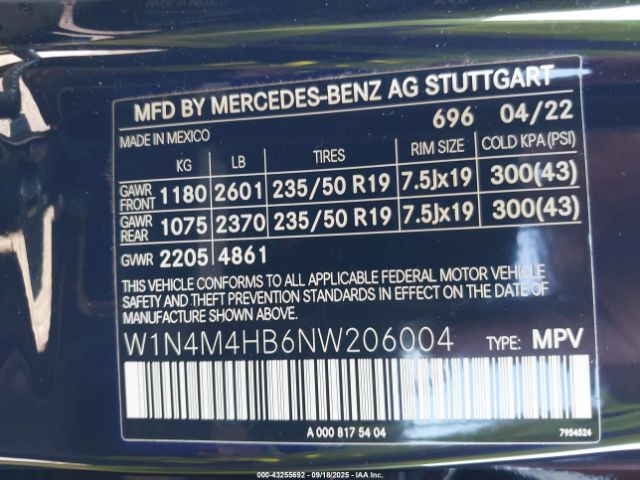 MFD BY MERCEDES-BENZ AG STUTTGART
MADE IN MEXICO 696 04/22
KG LB TIRES RIM SIZE COLD KPA(PSI)
GAWR FRONT 1180 2601 235/50 R19 7.5Jx19 300(43)
GAWR REAR 1075 2370 235/50 R19 7.5Jx19 300(43)
GVWR 2205 4861
THIS VEHICLE CONFORMS TO ALL APPLICABLE FEDERAL MOTOR VEHICLE
SAFETY AND THEFT PREVENTION STANDARDS IN EFFECT ON THE DATE OF
MANUFACTURE SHOWN ABOVE.
W1N4M4HB6NW206004 TYPE: MPV
A 000 817 54 04 7954524
000-43255692 - 09/18/2025 - IAA Inc.